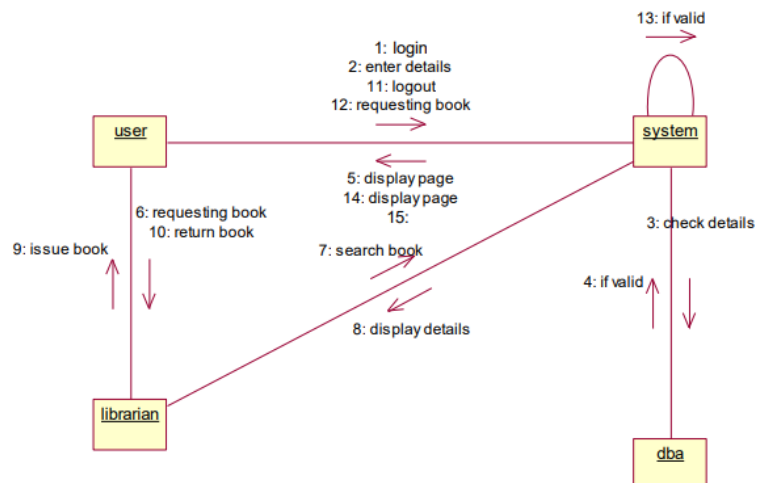 13: if valid
1: login
2: enter details
11: logout
12: requesting book
user
system
5: display page
14: display page
15:
6: requesting book
10: return book
9: issue book
7: search book
3: check details
4: if valid
8: display details
librarian
dba